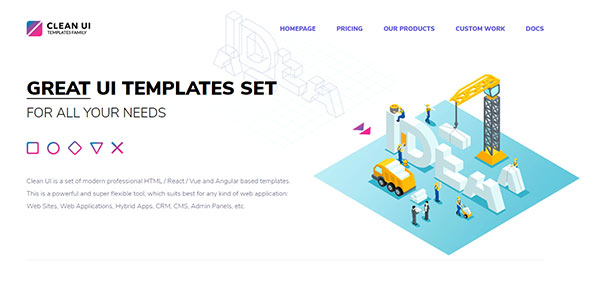 CLEAN UI
TEMPLATES FAMILY
HOMEPAGE PRICING OUR PRODUCTS CUSTOM WORK DOCS
IDEA
GREAT UI TEMPLATES SET
FOR ALL YOUR NEEDS
IDEA
Clean UI is a set of modern professional HTML / React / Vue and Angular based templates.
This is a powerful and super flexible tool, which suits best for any kind of web application:
Web Sites, Web Applications, Hybrid Apps, CRM, CMS, Admin Panels, etc.